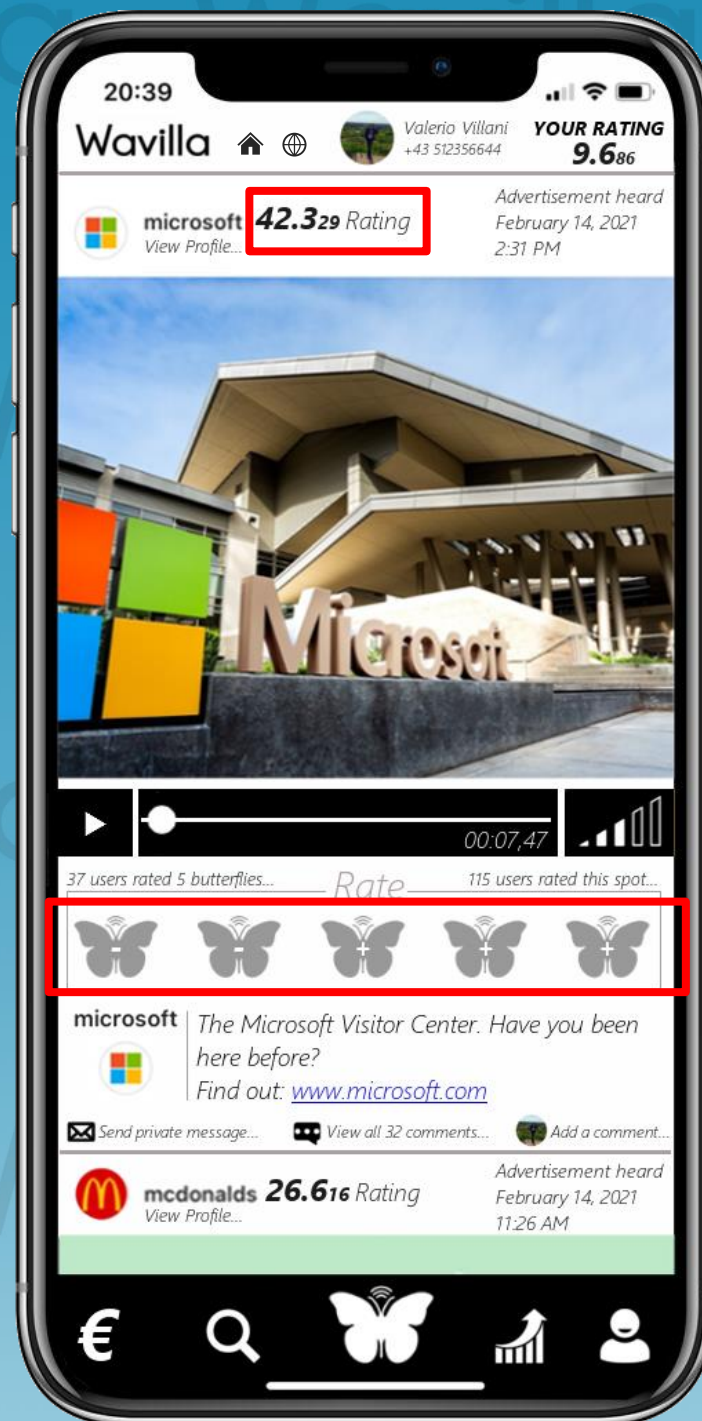 20:39
Wavilla
Valerio Villani
+43 512356644
YOUR RATING
9.686
microsoft 42.329 Rating
View Profile...
Advertisement heard
February 14, 2021
2:31 PM
Microsoft
00:07,47
37 users rated 5 butterflies...
Rate
115 users rated this spot...
- - + + +
microsoft
The Microsoft Visitor Center. Have you been
here before?
Find out: www.microsoft.com
Send private message...
View all 32 comments...
Add a comment...
mcdonalds 26.616 Rating
View Profile...
Advertisement heard
February 14, 2021
11:26 AM
€